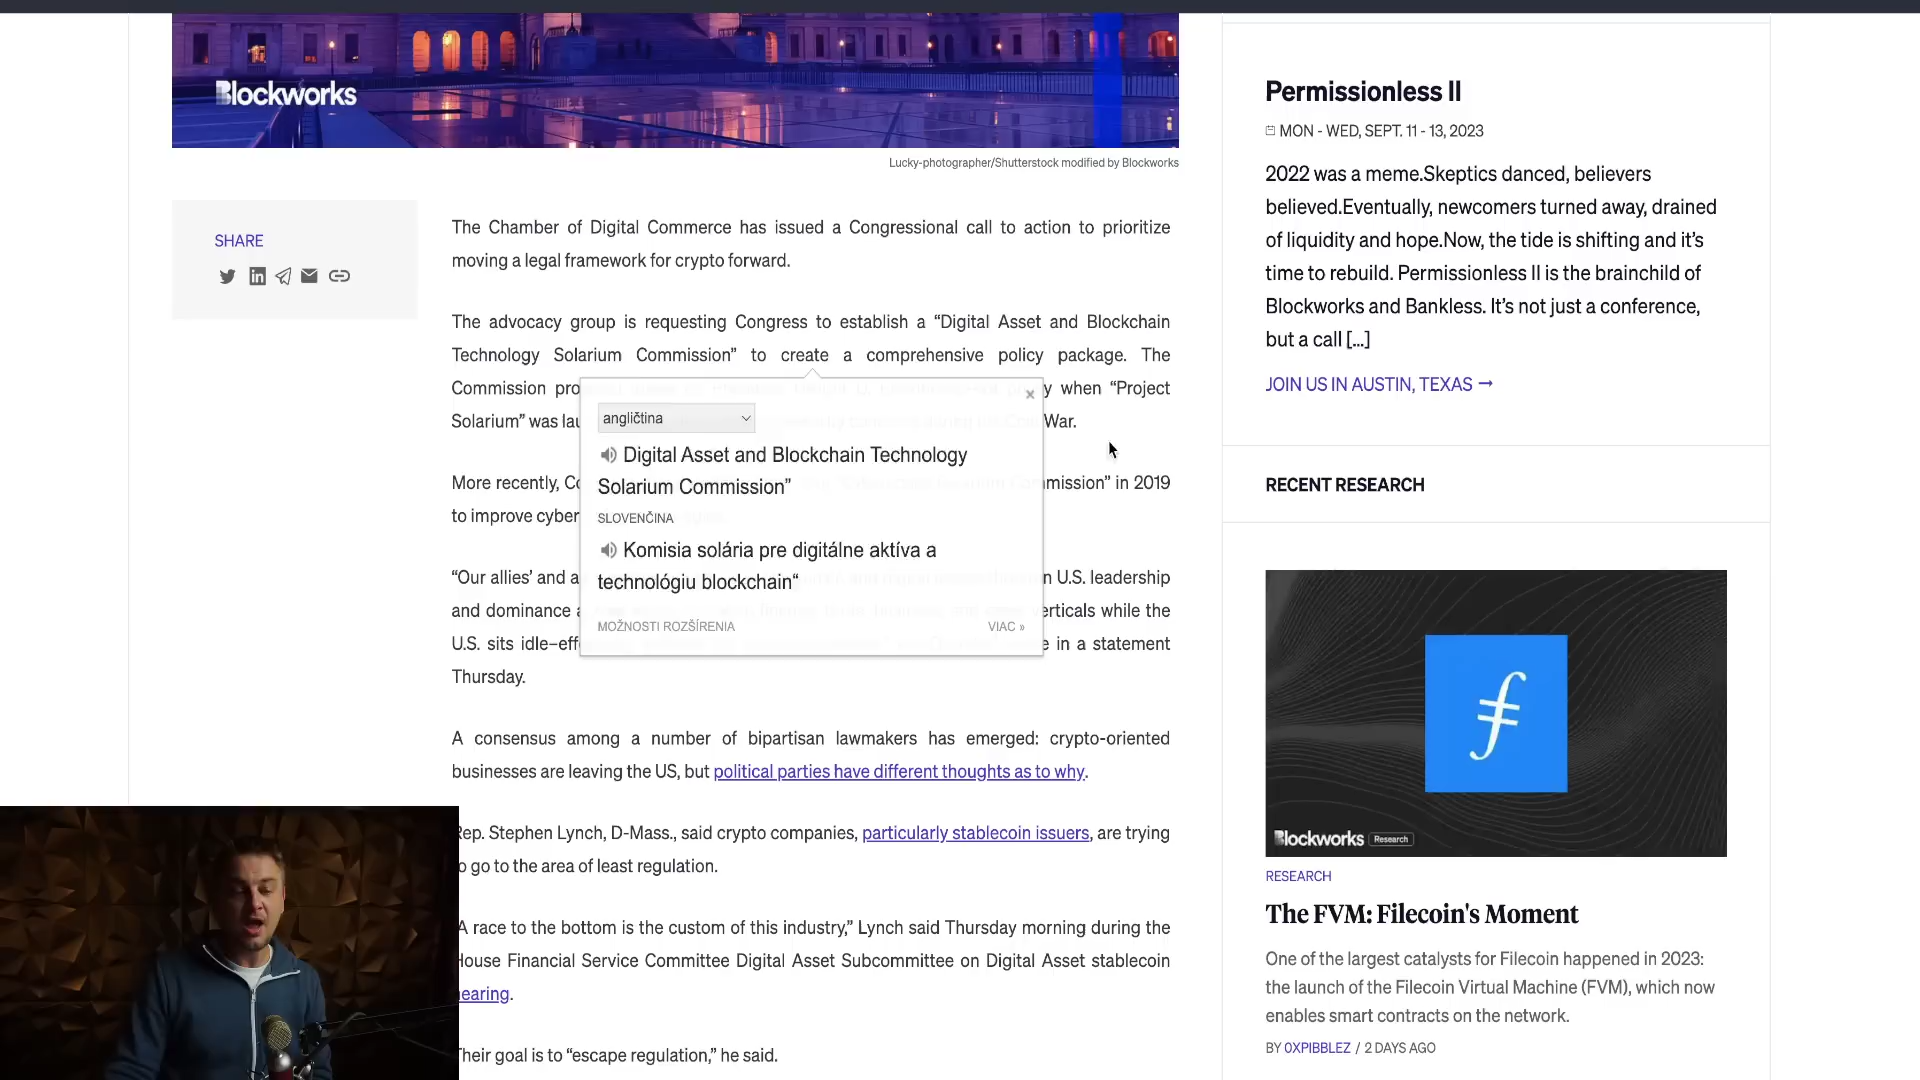 Blockworks
Lucky-photographer/Shutterstock modified by Blockworks
SHARE
The Chamber of Digital Commerce has issued a Congressional call to action to prioritize
moving a legal framework for crypto forward.
The advocacy group is requesting Congress to establish a “Digital Asset and Blockchain
Technology Solarium Commission” to create a comprehensive policy package. The
Commission
when “Project
Solarium” was
War.
More recently,
in 2019
to improve
“Our allies’ and
U.S. leadership
and dominance
while the
U.S. sits
in a statement
Thursday.
angličtina
Digital Asset and Blockchain Technology
Solarium Commission”
SLOVENČINA
Komisia solária pre digitálne aktíva a
technológiu blockchain“
MOŽNOSTI ROZŠÍRENIA
VIAC »
A consensus among a number of bipartisan lawmakers has emerged: crypto-oriented
businesses are leaving the US, but political parties have different thoughts as to why.
Rep. Stephen Lynch, D-Mass., said crypto companies, particularly stablecoin issuers, are trying
go to the area of least regulation.
A race to the bottom is the custom of this industry,” Lynch said Thursday morning during the
House Financial Service Committee Digital Asset Subcommittee on Digital Asset stablecoin
hearing.
Their goal is to “escape regulation,” he said.
Permissionless II
MON - WED, SEPT. 11 - 13, 2023
2022 was a meme.Skeptics danced, believers
believed.Eventually, newcomers turned away, drained
of liquidity and hope.Now, the tide is shifting and it’s
time to rebuild. Permissionless II is the brainchild of
Blockworks and Bankless. It’s not just a conference,
but a call [...]
JOIN US IN AUSTIN, TEXAS →
RECENT RESEARCH
Blockworks Research
RESEARCH
The FVM: Filecoin's Moment
One of the largest catalysts for Filecoin happened in 2023:
the launch of the Filecoin Virtual Machine (FVM), which now
enables smart contracts on the network.
BY 0XPIBBLEZ / 2 DAYS AGO